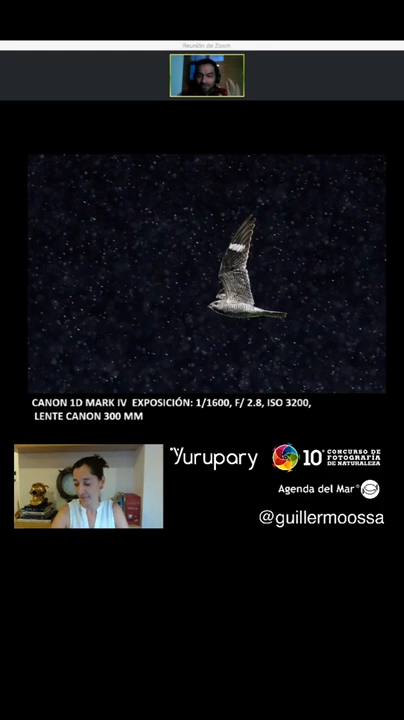 Reunión de Zoom
CANON 1D MARK IV  EXPOSICIÓN: 1/1600, F/ 2.8, ISO 3200,
LENTE CANON 300 MM
Yurupary
10° CONCURSO DE
FOTOGRAFÍA
DE NATURALEZA
Agenda del Mar
@guillermoossa